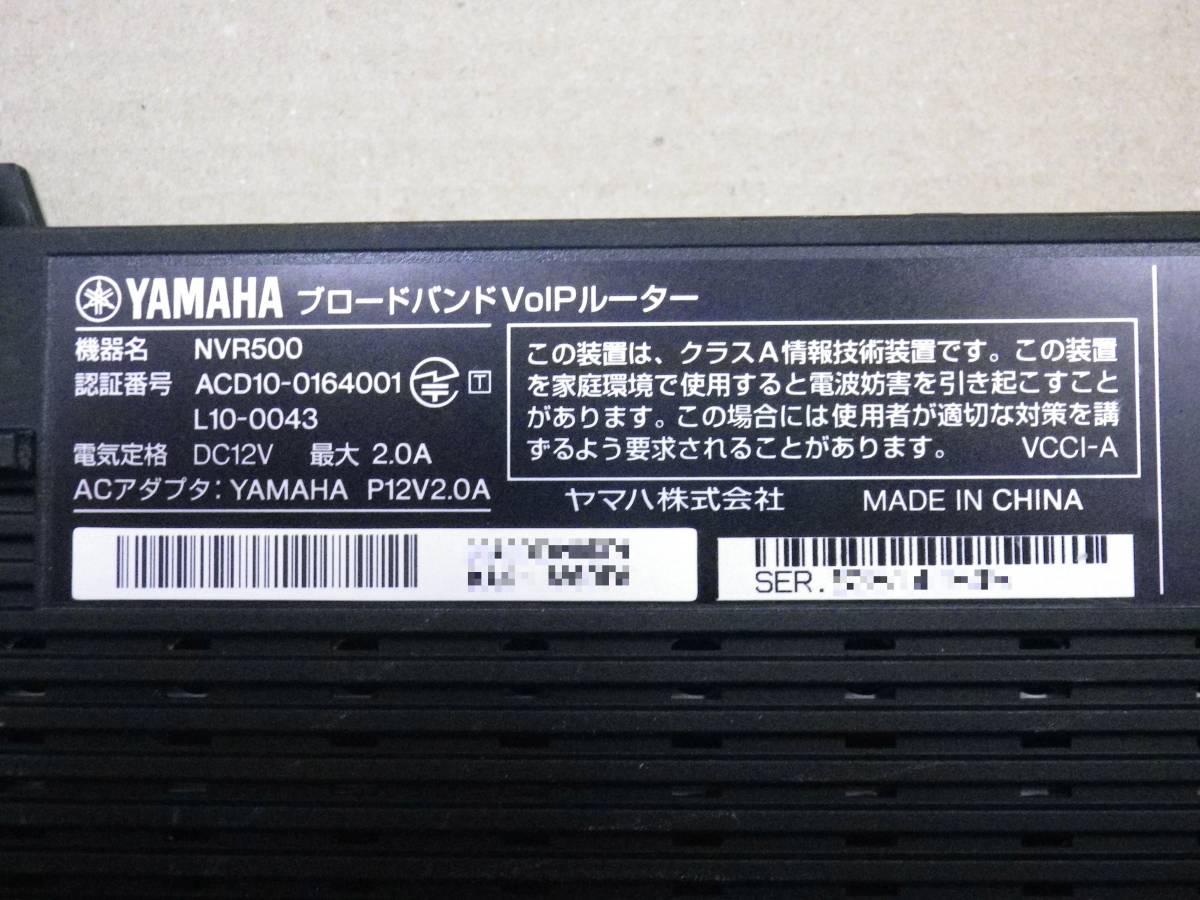 YAMAHA ブロードバンドVoIPルーター
機器名 NVR500
認証番号 ACD10-0164001 T
L10-0043
電気定格 DC12V 最大 2.0A
ACアダプタ:YAMAHA P12V2.0A
この装置は、クラスA情報技術装置です。この装置
を家庭環境で使用すると電波妨害を引き起こすこと
があります。この場合には使用者が適切な対策を講
ずるよう要求されることがあります。 VCCI-A
ヤマハ株式会社 MADE IN CHINA
SER.